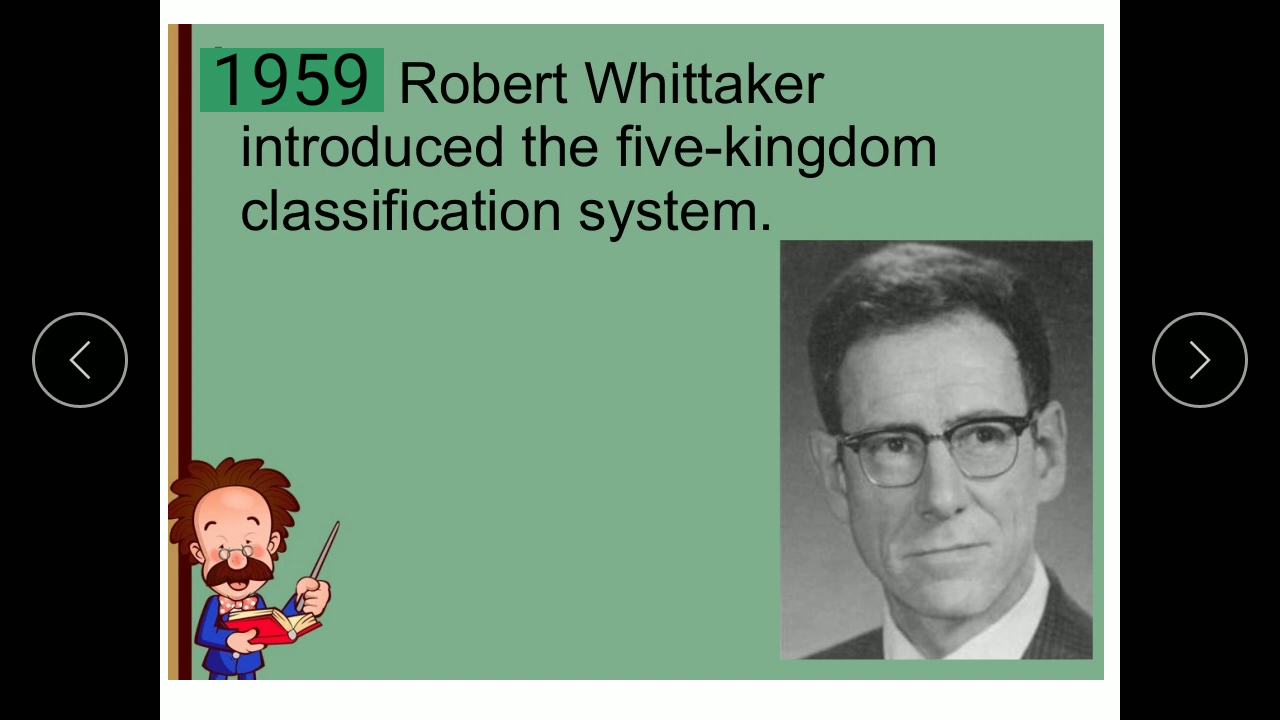 1959 Robert Whittaker
introduced the five-kingdom
classification system.